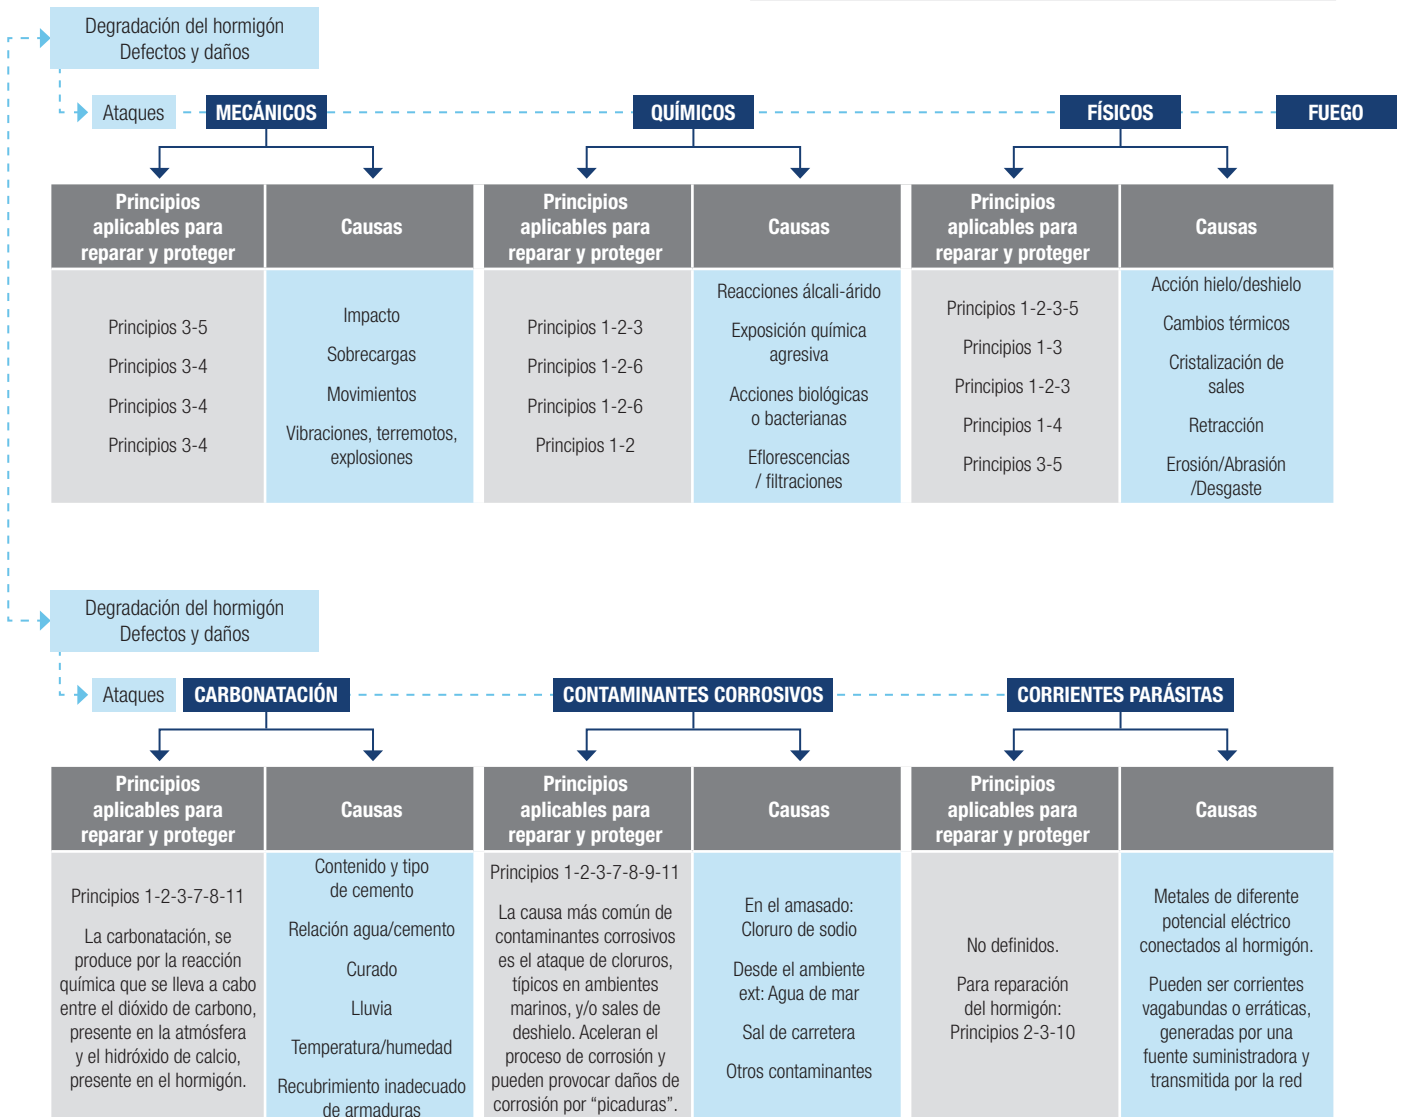 Degradación del hormigón
Defectos y daños
Ataques
MECÁNICOS
QUÍMICOS
FÍSICOS
FUEGO
Principios
aplicables para
reparar y proteger
Causas
Principios 3-5
Principios 3-4
Principios 3-4
Principios 3-4
Impacto
Sobrecargas
Movimientos
Vibraciones, terremotos,
explosiones
Principios
aplicables para
reparar y proteger
Causas
Principios 1-2-3
Principios 1-2-6
Principios 1-2-6
Principios 1-2
Reacciones álcali-árido
Exposición química
agresiva
Acciones biológicas
o bacterianas
Eflorescencias
/ filtraciones
Principios
aplicables para
reparar y proteger
Causas
Principios 1-2-3-5
Principios 1-3
Principios 1-2-3
Principios 1-4
Principios 3-5
Acción hielo/deshielo
Cambios térmicos
Cristalización de
sales
Retracción
Erosión/Abrasión
/Desgaste
Degradación del hormigón
Defectos y daños
Ataques
CARBONATACIÓN
CONTAMINANTES CORROSIVOS
CORRIENTES PARÁSITAS
Principios
aplicables para
reparar y proteger
Causas
Principios 1-2-3-7-8-11
La carbonatación, se
produce por la reacción
química que se lleva a cabo
entre el dióxido de carbono,
presente en la atmósfera
y el hidróxido de calcio,
presente en el hormigón.
Contenido y tipo
de cemento
Relación agua/cemento
Curado
Lluvia
Temperatura/humedad
Recubrimiento inadecuado
de armaduras
Principios
aplicables para
reparar y proteger
Causas
Principios 1-2-3-7-8-9-11
La causa más común de
contaminantes corrosivos
es el ataque de cloruros,
típicos en ambientes
marinos, y/o sales de
deshielo. Aceleran el
proceso de corrosión y
pueden provocar daños de
corrosión por “picaduras”.
En el amasado:
Cloruro de sodio
Desde el ambiente
ext: Agua de mar
Sal de carretera
Otros contaminantes
Principios
aplicables para
reparar y proteger
Causas
No definidos.
Para reparación
del hormigón:
Principios 2-3-10
Metales de diferente
potencial eléctrico
conectados al hormigón.
Pueden ser corrientes
vagabundas o erráticas,
generadas por una
fuente suministradora y
transmitida por la red